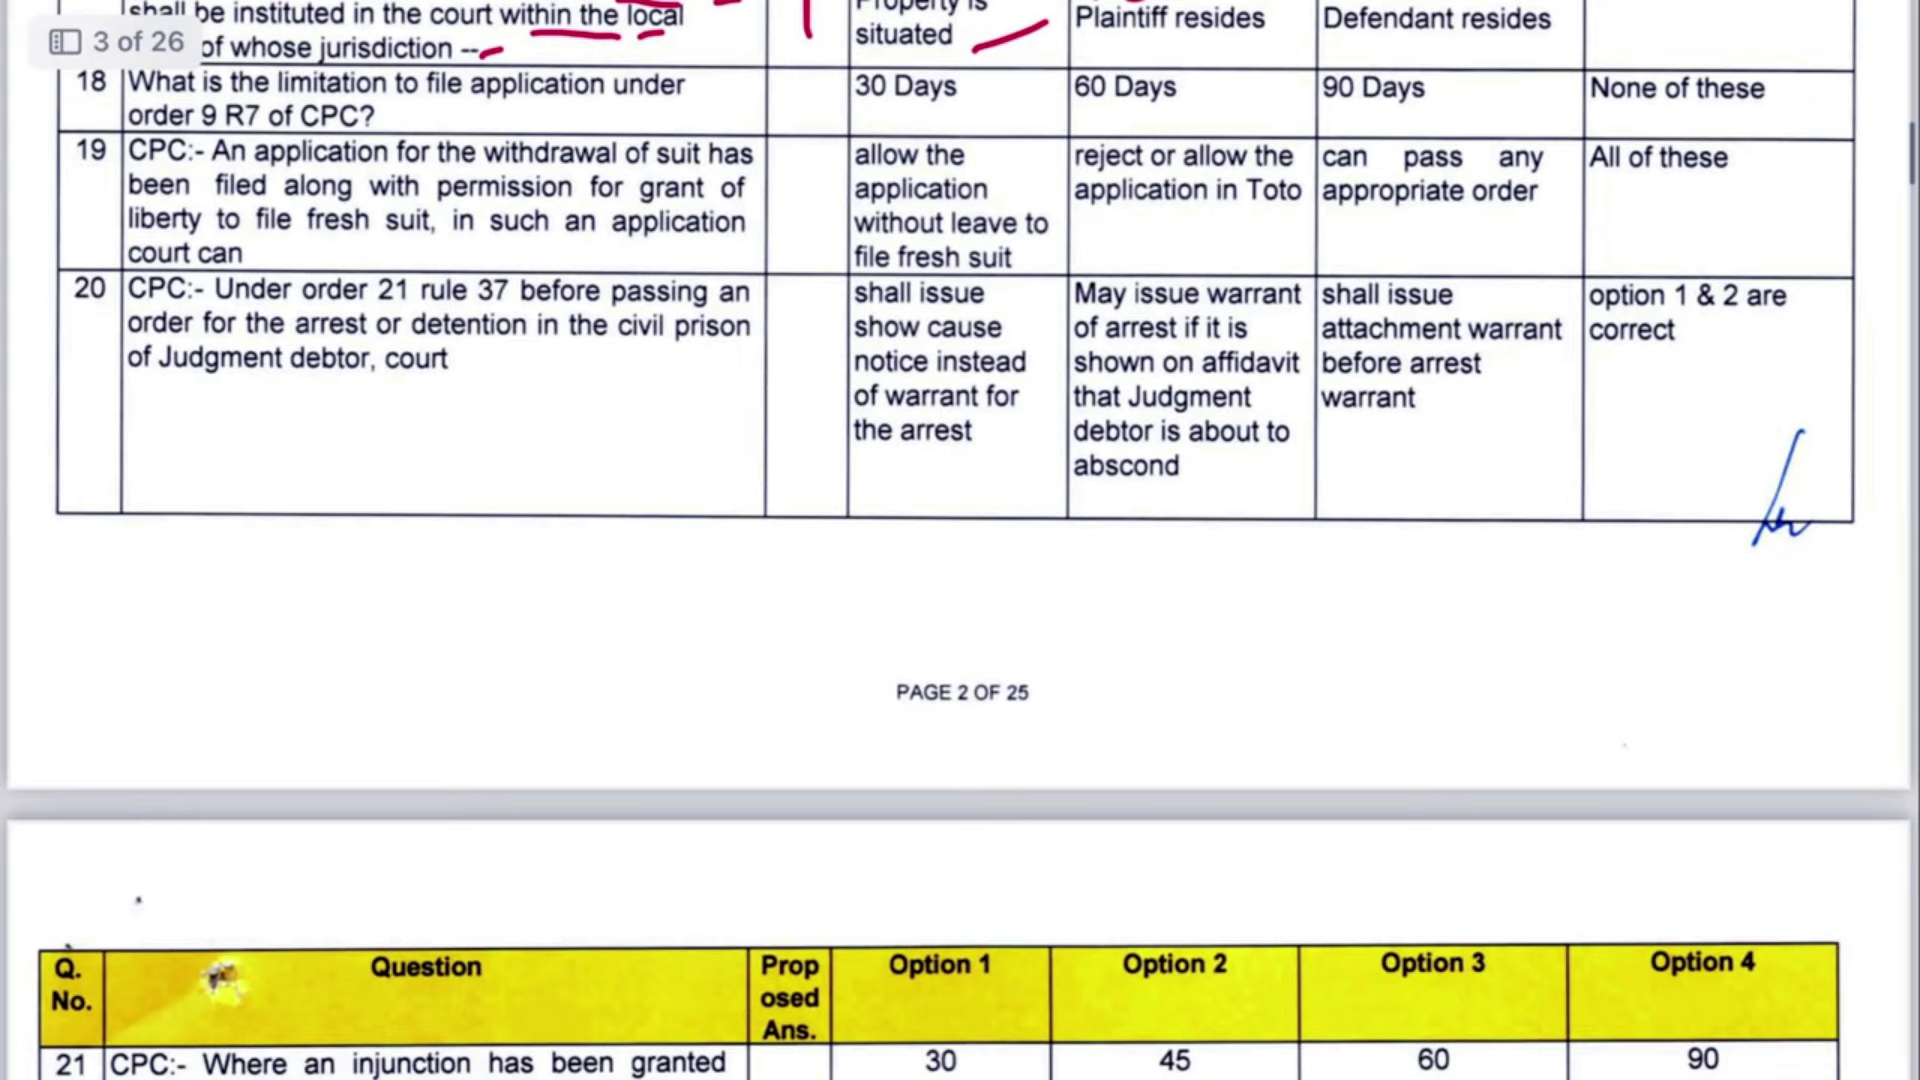 shall be instituted in the court within the local
Property is
situated
Plaintiff resides
Defendant resides
3 of 26
of whose jurisdiction --
18
What is the limitation to file application under
order 9 R7 of CPC?
30 Days
60 Days
90 Days
None of these
19
CPC:- An application for the withdrawal of suit has
been filed along with permission for grant of
liberty to file fresh suit, in such an application
court can
allow the
application
without leave to
file fresh suit
reject or allow the
application in Toto
can pass any
appropriate order
All of these
20
CPC:- Under order 21 rule 37 before passing an
order for the arrest or detention in the civil prison
of Judgment debtor, court
shall issue
show cause
notice instead
of warrant for
the arrest
May issue warrant
of arrest if it is
shown on affidavit
that Judgment
debtor is about to
abscond
shall issue
attachment warrant
before arrest
warrant
option 1 & 2 are
correct
PAGE 2 OF 25
Q.
No.
Question
Prop
osed
Ans.
Option 1
Option 2
Option 3
Option 4
21
CPC:- Where an injunction has been granted
30
45
60
90